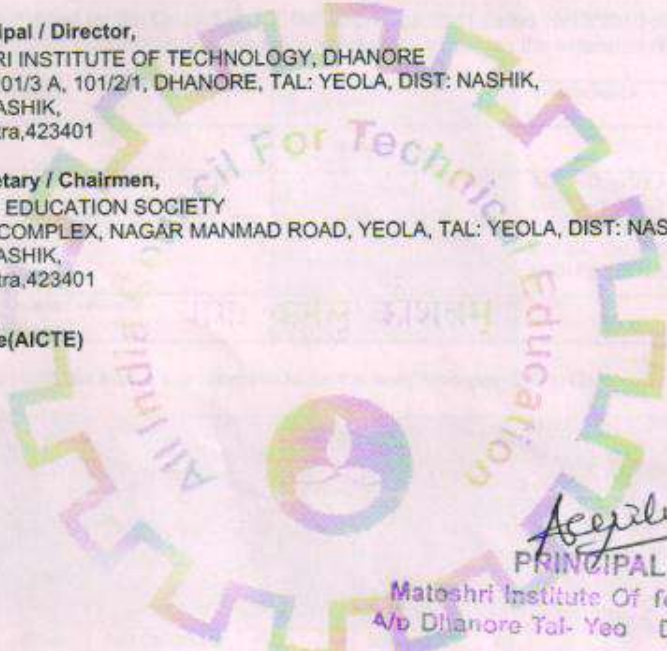 ipal / Director,
RI INSTITUTE OF TECHNOLOGY, DHANORE
01/3 A, 101/2/1, DHANORE, TAL: YEOLA, DIST: NASHIK,
ASHIK,
tra,423401
etary / Chairmen,
EDUCATION SOCIETY
COMPLEX, NAGAR MANMAD ROAD, YEOLA, TAL: YEOLA, DIST: NAS
ASHIK,
tra,423401
e(AICTE)
All India Council For Technical Education
PRINCIPAL
Matoshri Institute Of
A/p Dhanore Tal- Yeo D